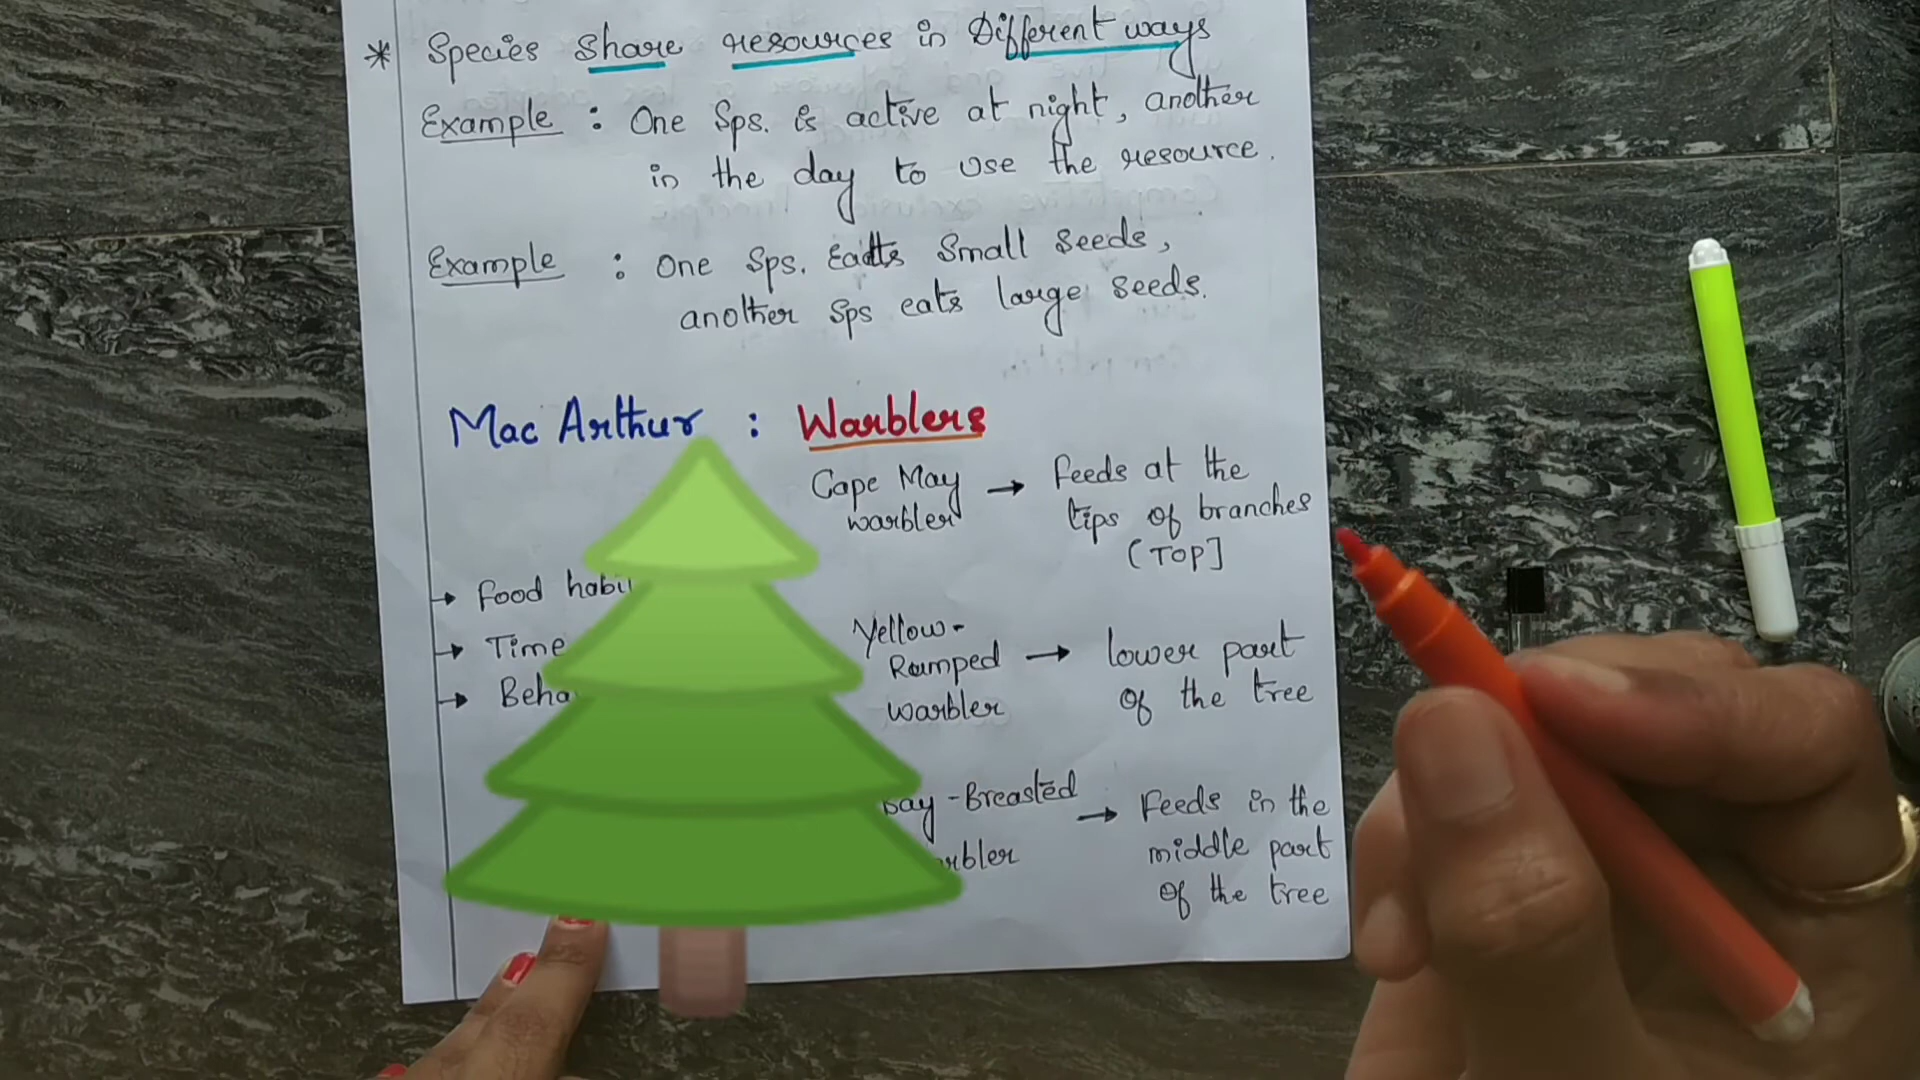 * Species share resources in Different ways
Example : One Sps. is active at night, another
in the day to use the resource.
Example : One Sps. Eatts Small seeds,
another Sps eats large seeds.
Mac Arthur : Warblers
Cape May → feeds at the
warbler tips of branches
(TOP]
→ food
→ Time
Yellow-
Rumped → lower part
warbler of the tree
-Breasted → Feeds in the
middle part
of the tree